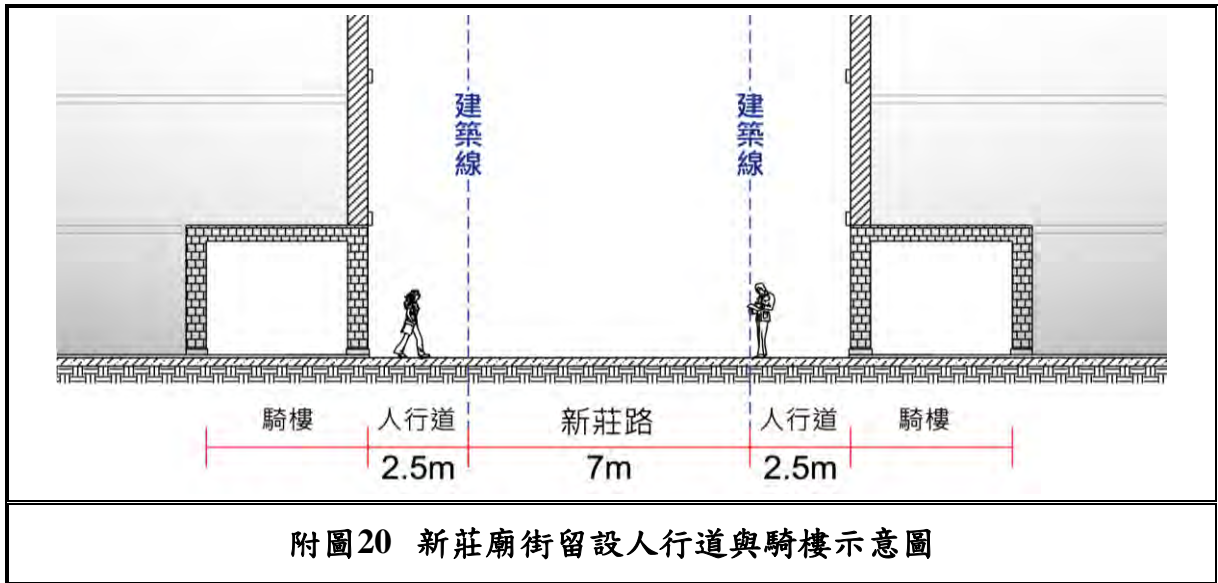 建築線
建築線
騎樓 人行道 新莊路 人行道 騎樓
2.5m 7m 2.5m
附圖20 新莊廟街留設人行道與騎樓示意圖